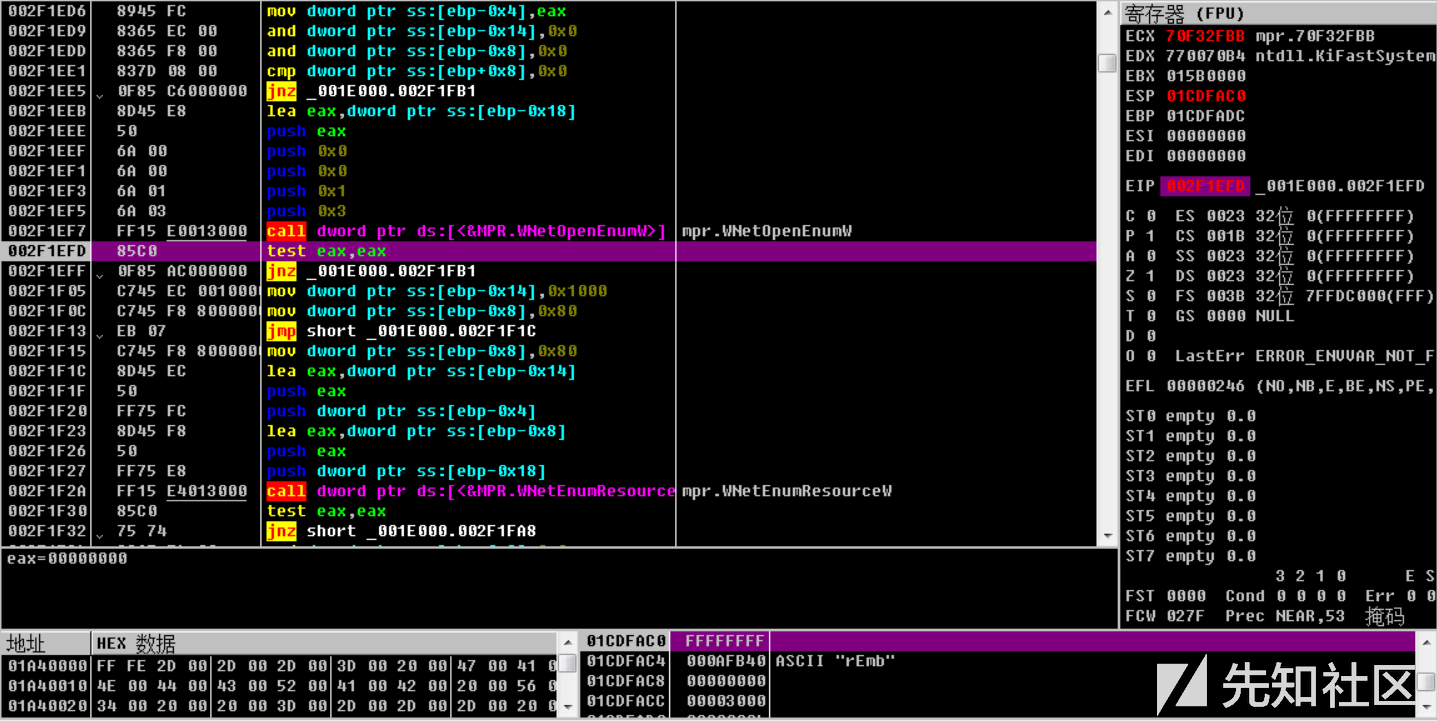 002F1ED6 8945 FC mov dword ptr ss:[ebp-0x4],eax
002F1ED9 8365 EC 00 and dword ptr ss:[ebp-0x14],0x0
002F1EDD 8365 F8 00 and dword ptr ss:[ebp-0x8],0x0
002F1EE1 837D 08 00 cmp dword ptr ss:[ebp+0x8],0x0
002F1EE5 0F85 C6000000 jnz _001E000.002F1FB1
002F1EEB 8D45 E8 lea eax,dword ptr ss:[ebp-0x18]
002F1EEE 50 push eax
002F1EEF 6A 00 push 0x0
002F1EF1 6A 00 push 0x0
002F1EF3 6A 01 push 0x1
002F1EF5 6A 03 push 0x3
002F1EF7 FF15 E0013000 call dword ptr ds:[<&MPR.WNetOpenEnumW>] mpr.WNetOpenEnumW
002F1EFD 85C0 test eax,eax
002F1EFF 0F85 AC000000 jnz _001E000.002F1FB1
002F1F05 C745 EC 0010000 mov dword ptr ss:[ebp-0x14],0x1000
002F1F0C C745 F8 8000000 mov dword ptr ss:[ebp-0x8],0x80
002F1F13 EB 07 jmp short _001E000.002F1F1C
002F1F15 C745 F8 8000000 mov dword ptr ss:[ebp-0x8],0x80
002F1F1C 8D45 EC lea eax,dword ptr ss:[ebp-0x14]
002F1F1F 50 push eax
002F1F20 FF75 FC push dword ptr ss:[ebp-0x4]
002F1F23 8D45 F8 lea eax,dword ptr ss:[ebp-0x8]
002F1F26 50 push eax
002F1F27 FF75 E8 push dword ptr ss:[ebp-0x18]
002F1F2A FF15 E4013000 call dword ptr ds:[<&MPR.WNetEnumResource mpr.WNetEnumResourceW
002F1F30 85C0 test eax,eax
002F1F32 75 74 jnz short _001E000.002F1FA8
eax=00000000
寄存器 (FPU)
ECX 70F32FBB mpr.70F32FBB
EDX 770070B4 ntdll.KiFastSystem
EBX 015B0000
ESP 01CDFAC0
EBP 01CDFADC
ESI 00000000
EDI 00000000
EIP 002F1EFD _001E000.002F1EFD
C 0 ES 0023 32位 0(FFFFFFFF)
P 1 CS 001B 32位 0(FFFFFFFF)
A 0 SS 0023 32位 0(FFFFFFFF)
Z 1 DS 0023 32位 0(FFFFFFFF)
S 0 FS 003B 32位 7FFDC000(FFF)
T 0 GS 0000 NULL
D 0
O 0 LastErr ERROR_ENVVAR_NOT_F
EFL 00000246 (NO,NB,E,BE,NS,PE,
ST0 empty 0.0
ST1 empty 0.0
ST2 empty 0.0
ST3 empty 0.0
ST4 empty 0.0
ST5 empty 0.0
ST6 empty 0.0
ST7 empty 0.0
3 2 1 0 E S
FST 0000 Cond 0 0 0 0 Err 0 0
FCW 027F Prec NEAR,53 掩码
地址 HEX 数据
01A40000 FF FE 2D 00 2D 00 2D 00 3D 00 20 00 47 00 41 0
01A40010 4E 00 44 00 43 00 52 00 41 00 42 00 20 00 56 0
01A40020 34 00 20 00 20 00 3D 00 2D 00 2D 00 2D 00 20 0
01CDFAC0 FFFFFFFF
01CDFAC4 000AFB40 ASCII "rEmb"
01CDFAC8 00000000
01CDFACC 00003000
先知社区